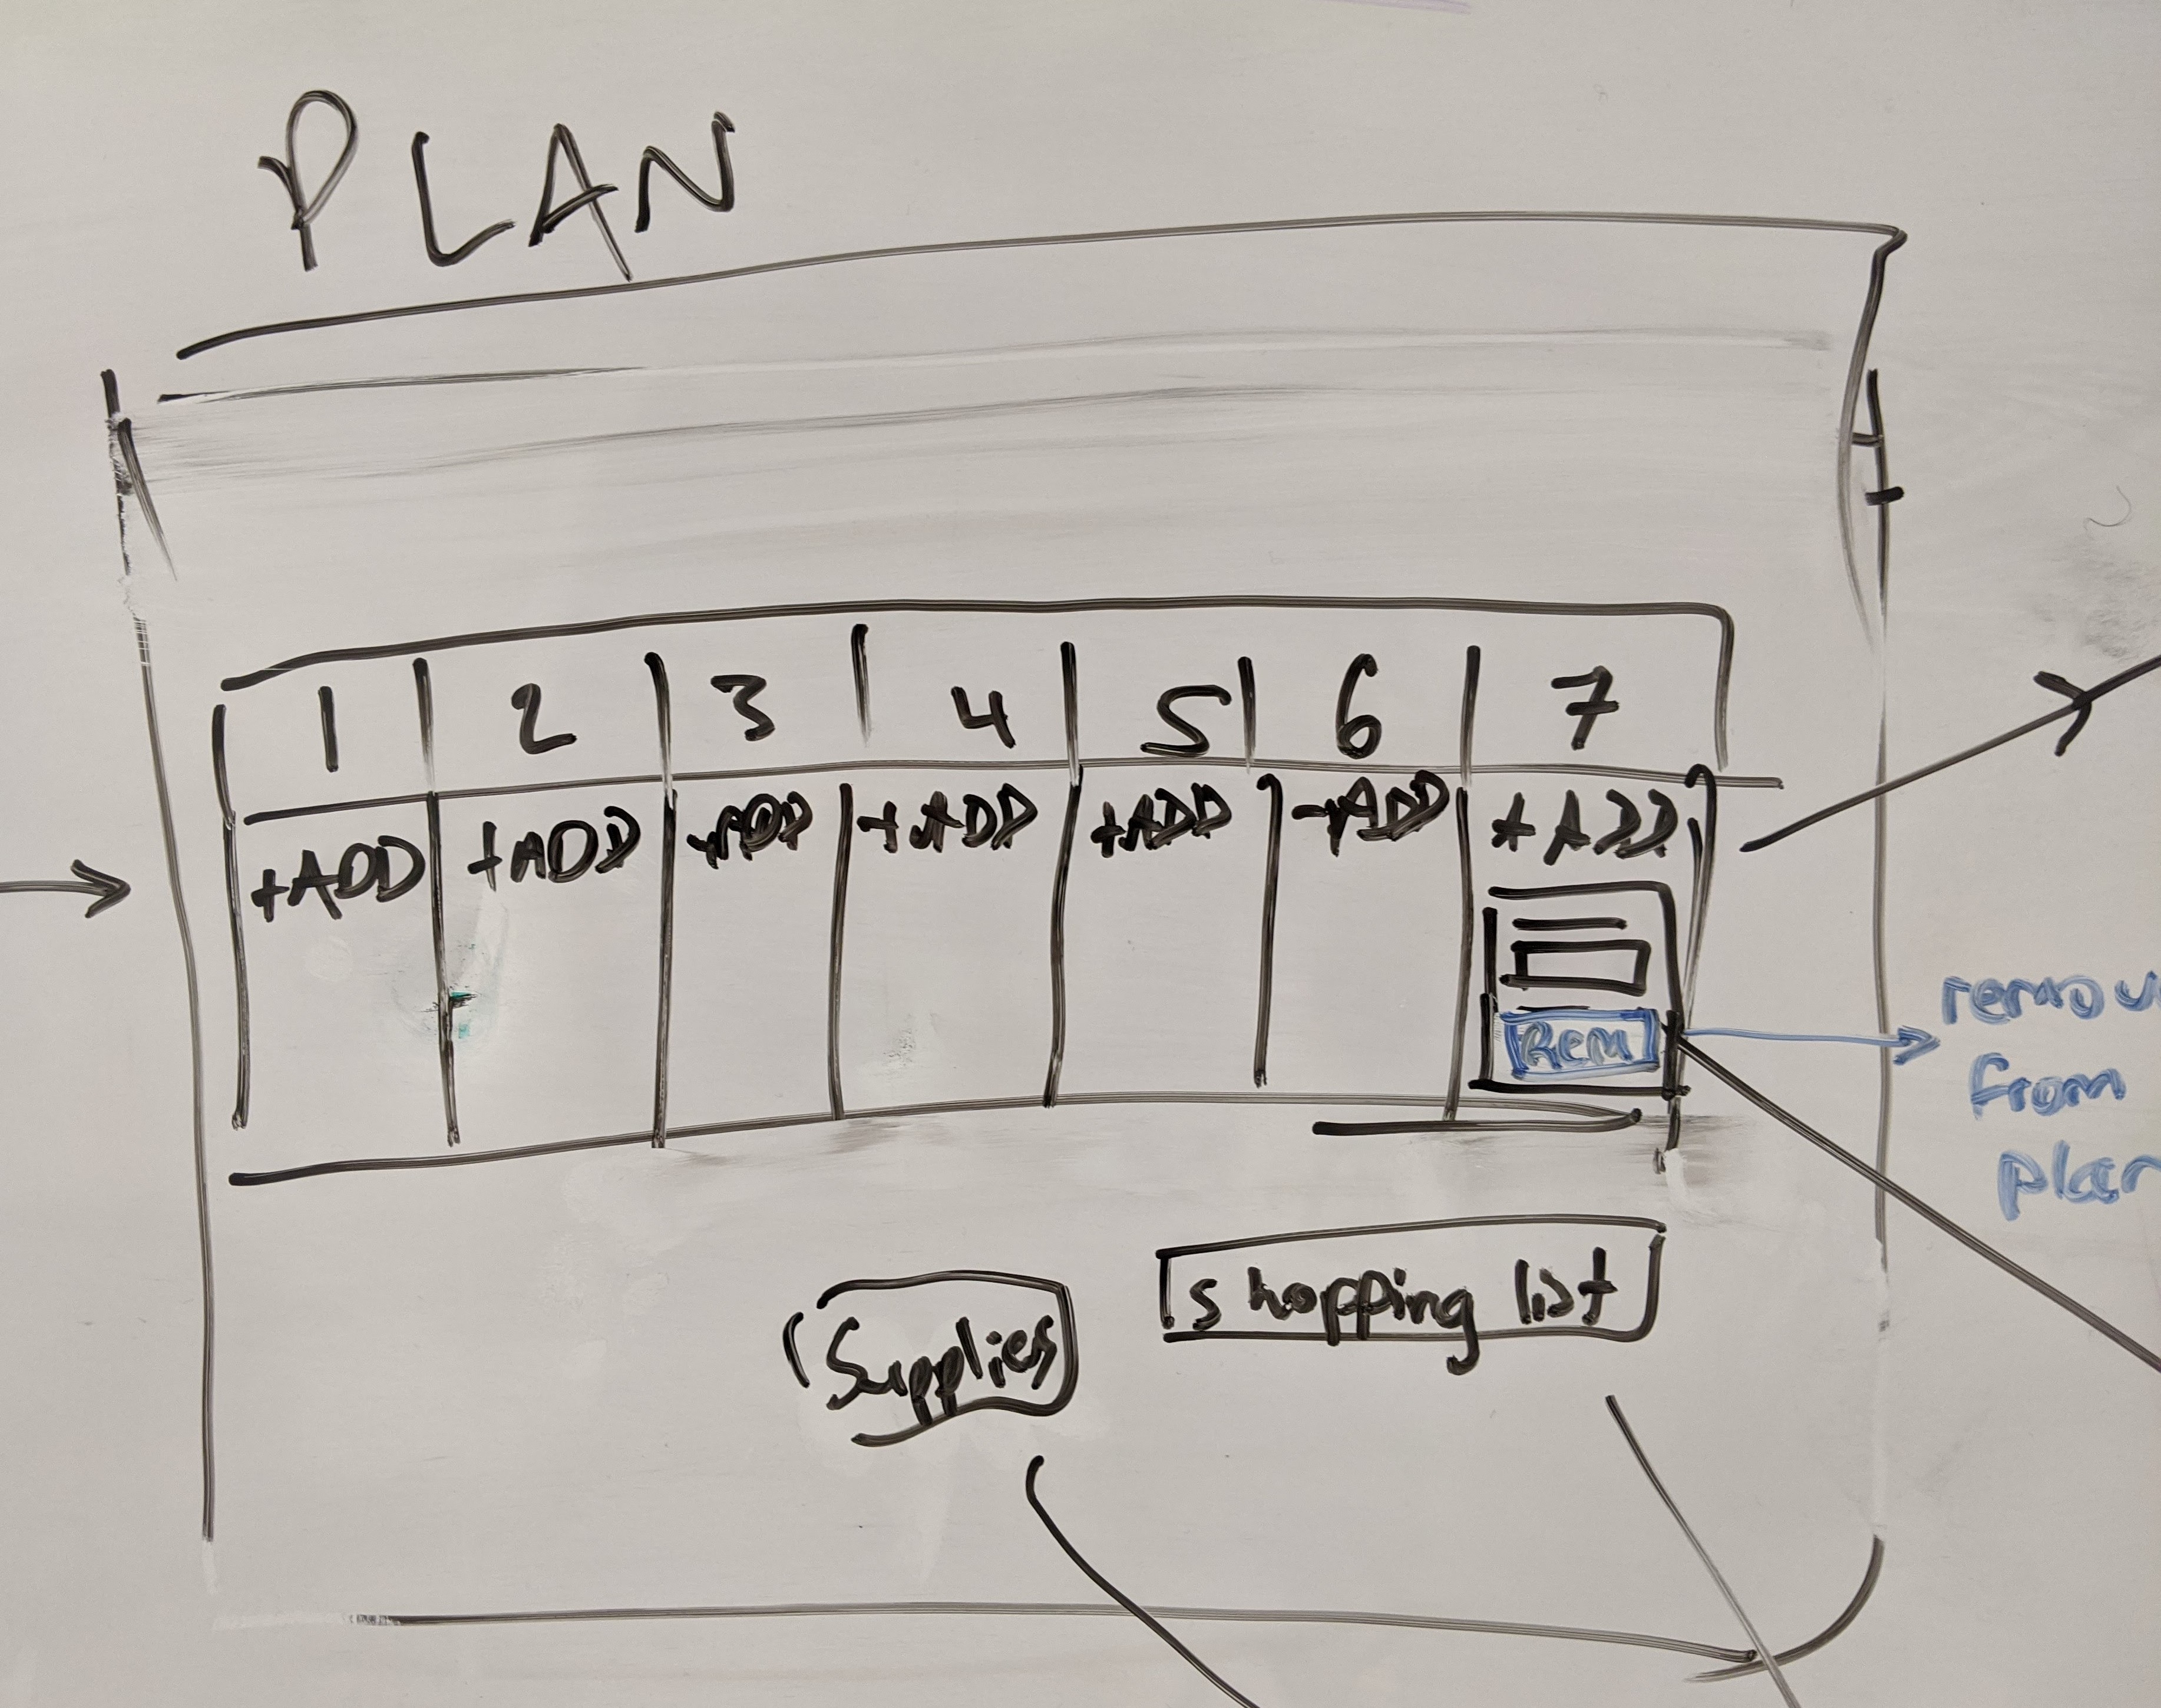 PLAN
1 2 3 4 5 6 7
+ADD +ADD +ADD +ADD +ADD +ADD +ADD
Rem
remov
from
plan
Supplies
shopping list